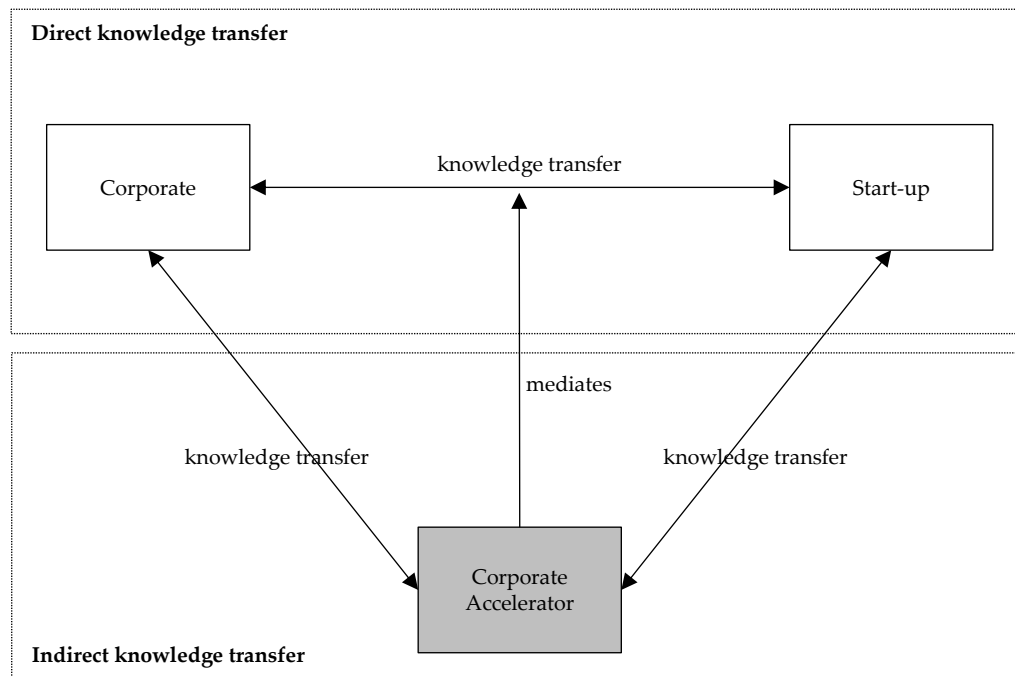 Direct knowledge transfer
knowledge transfer
Corporate
Start-up
mediates
knowledge transfer
knowledge transfer
Corporate
Accelerator
Indirect knowledge transfer